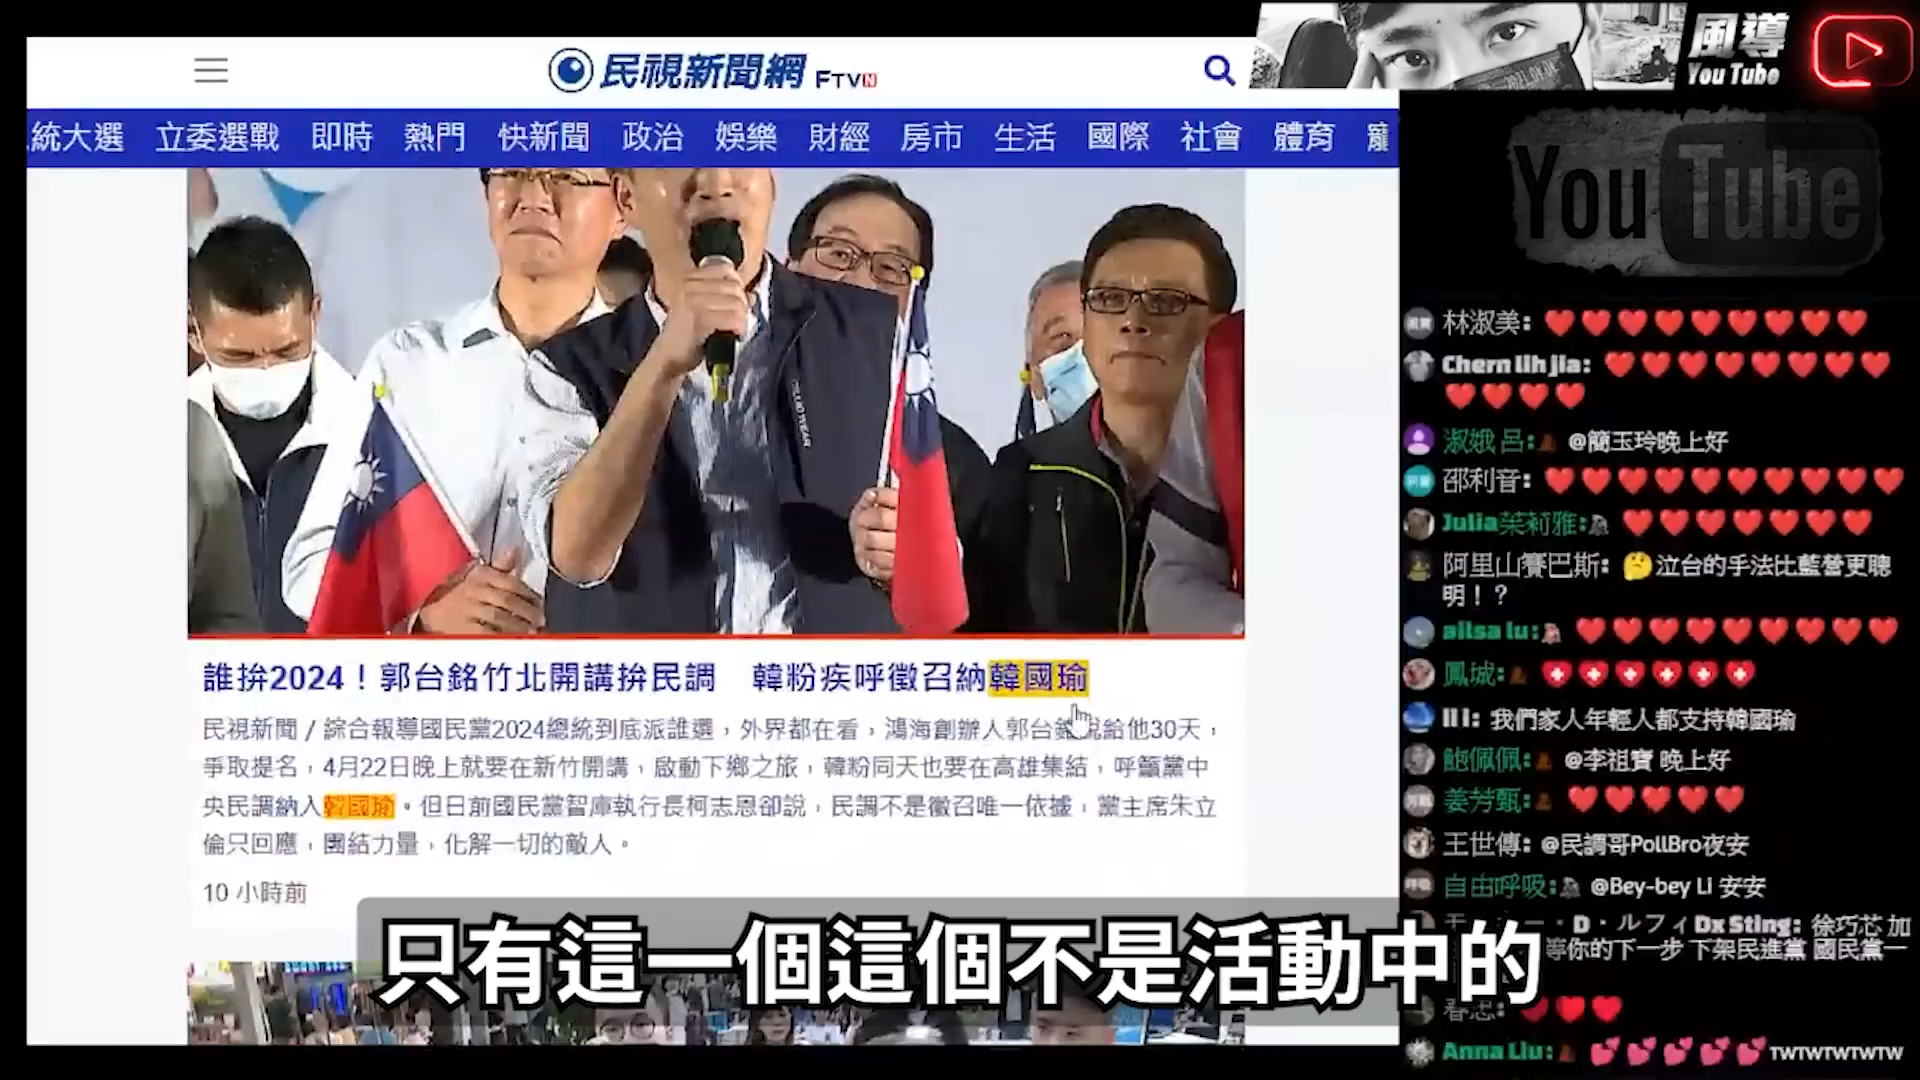 民視新聞網 FTVN
風導
YouTube
統大選 立委選戰 即時 熱門 快新聞 政治 娛樂 財經 房市 生活 國際 社會 體育
YouTube
林淑美: ❤❤❤❤❤❤❤❤❤
Chern lih jia: ❤❤❤❤❤❤❤❤
❤❤❤❤
淑娥 呂: @簡玉玲晚上好
邵利音: ❤❤❤❤❤❤❤❤❤❤
Julia茱莉雅: ❤❤❤❤❤❤❤
阿里山賽巴斯: 🤔泣台的手法比藍營更聰
明！？
ailsa lu: ❤❤❤❤❤❤❤❤❤
鳳城:
誰拚2024！郭台銘竹北開講拚民調 韓粉疾呼徵召納韓國瑜
民視新聞／綜合報導國民黨2024總統到底派誰選，外界都在看，鴻海創辦人郭台銘說給他30天，
爭取提名，4月22日晚上就要在新竹開講，啟動下鄉之旅，韓粉同天也要在高雄集結，呼籲黨中
央民調納入韓國瑜。但日前國民黨智庫執行長柯志恩卻說，民調不是徵召唯一依據，黨主席朱立
倫只回應，團結力量，化解一切的敵人。
10 小時前
li i: 我們家人年輕人都支持韓國瑜
鮑佩佩: @李祖寶 晚上好
姜芳甄: ❤❤❤❤❤
王世傳: @民調哥PollBro夜安
自由呼吸: @Bey-bey Li 安安
D・ルフィDx Sting: 徐巧芯 加
等你的下一步 下架民進黨 國民黨一
❤❤❤
Anna Liu: 💕💕💕💕💕TWTWTWTWTW
只有這一個這個不是活動中的